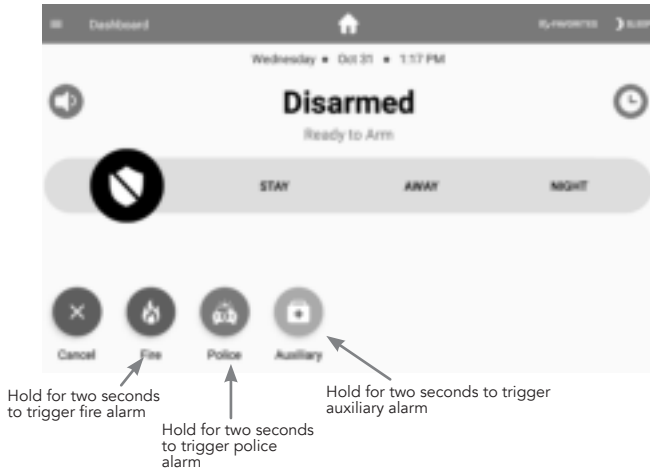 Dashboard FAVORITES SLEEP
Wednesday • Oct 31 • 1:17 PM
Disarmed
Ready to Arm
STAY AWAY NIGHT
Cancel Fire Police Auxiliary
Hold for two seconds
to trigger fire alarm
Hold for two seconds
to trigger police
alarm
Hold for two seconds to trigger
auxiliary alarm